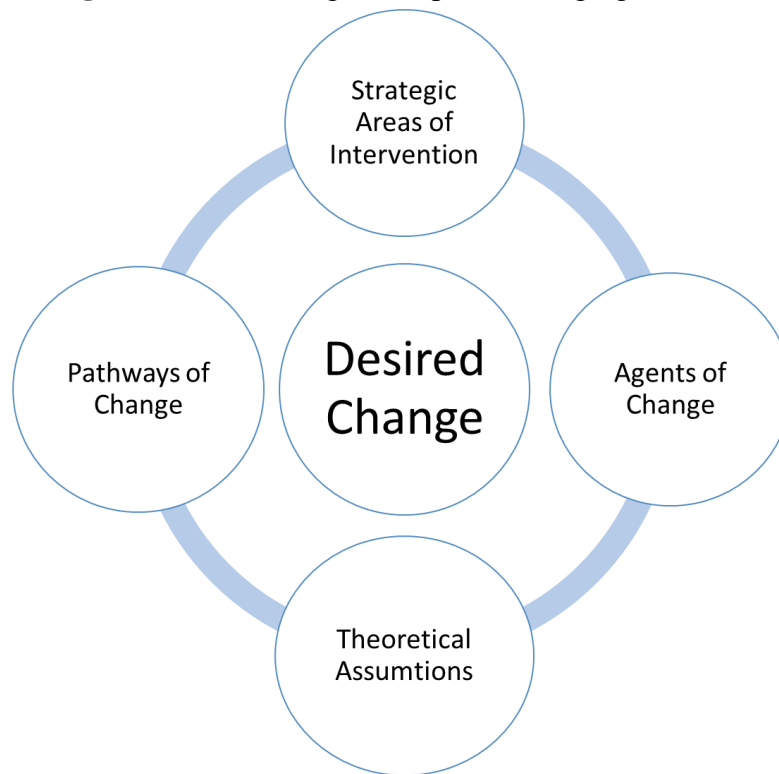 Strategic
Areas of
Intervention
Pathways of
Change
Desired
Change
Agents of
Change
Theoretical
Assumtions